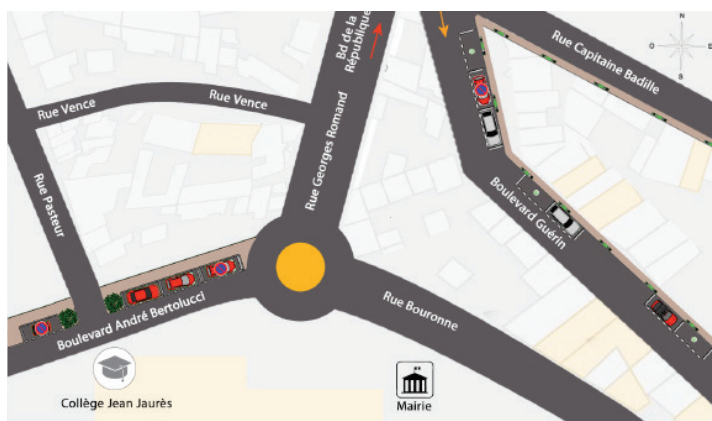 Bd de la
République
Rue Capitaine Badille
N
O
E
S
Rue Vence
Rue Vence
Rue Georges Romand
Rue Pasteur
Boulevard Guérin
Boulevard André Bertolucci
Rue Bouronne
Collège Jean Jaurès
Mairie